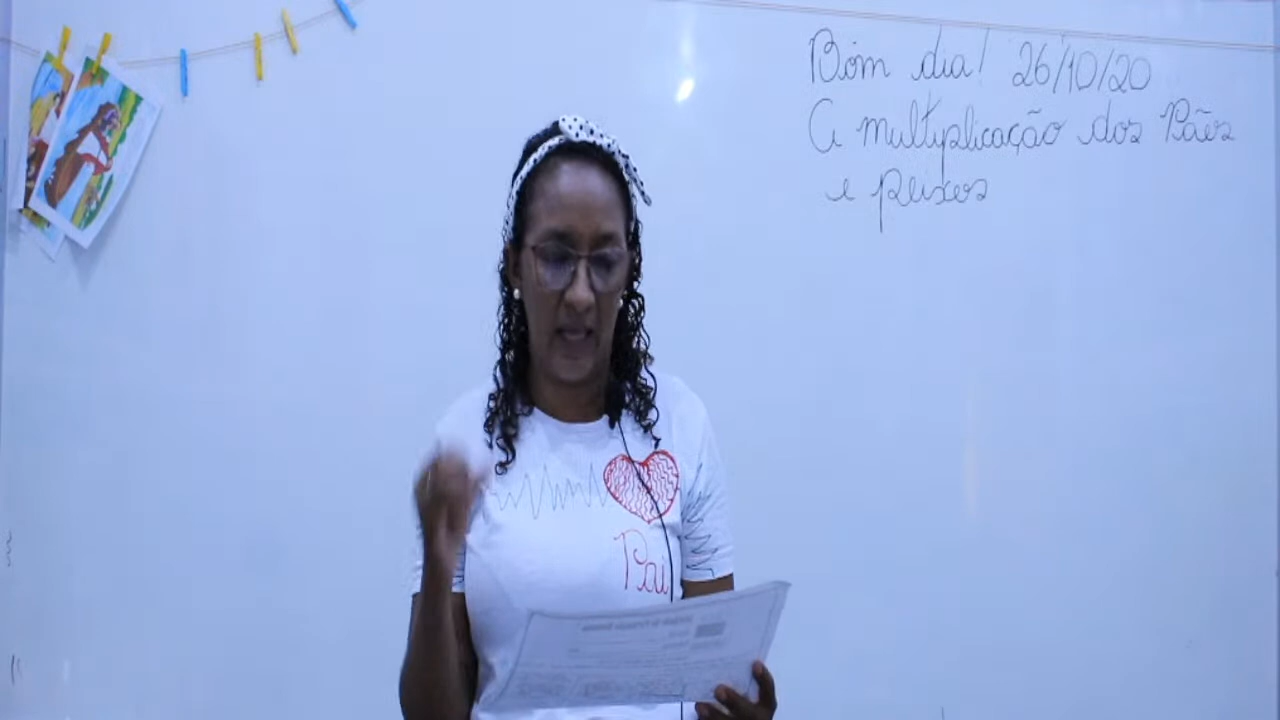 Bom dia! 26/10/20
A multiplicação dos Pães
e peixes
Pai